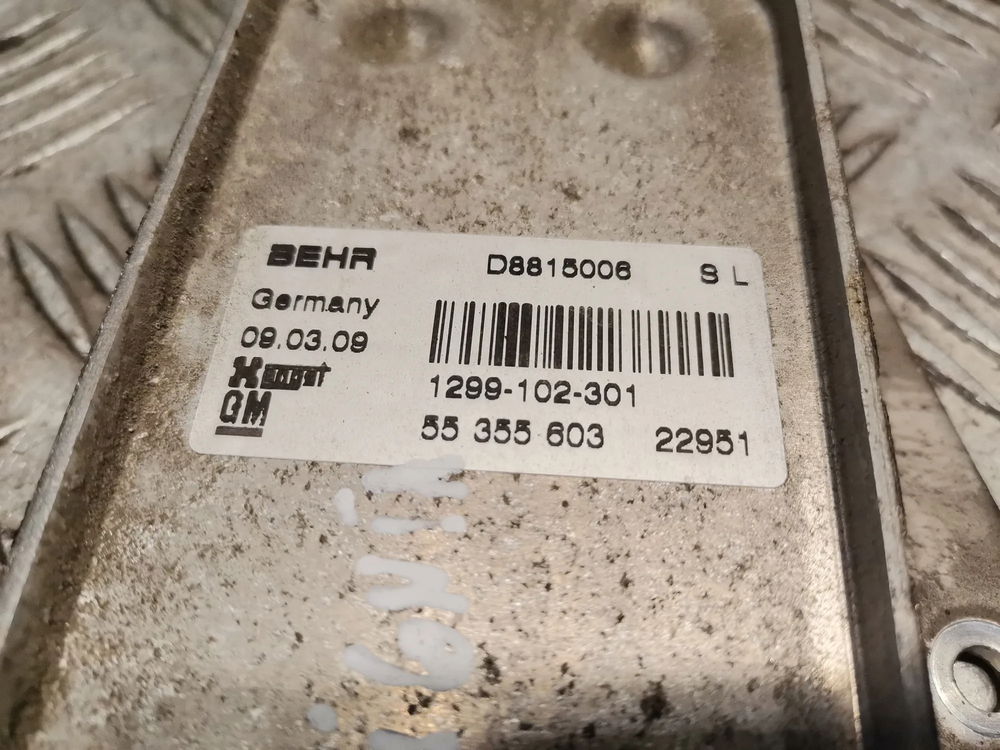 BEHR D8815006 S L
Germany
09.03.09
1299-102-301
GM
55 355 603 22951